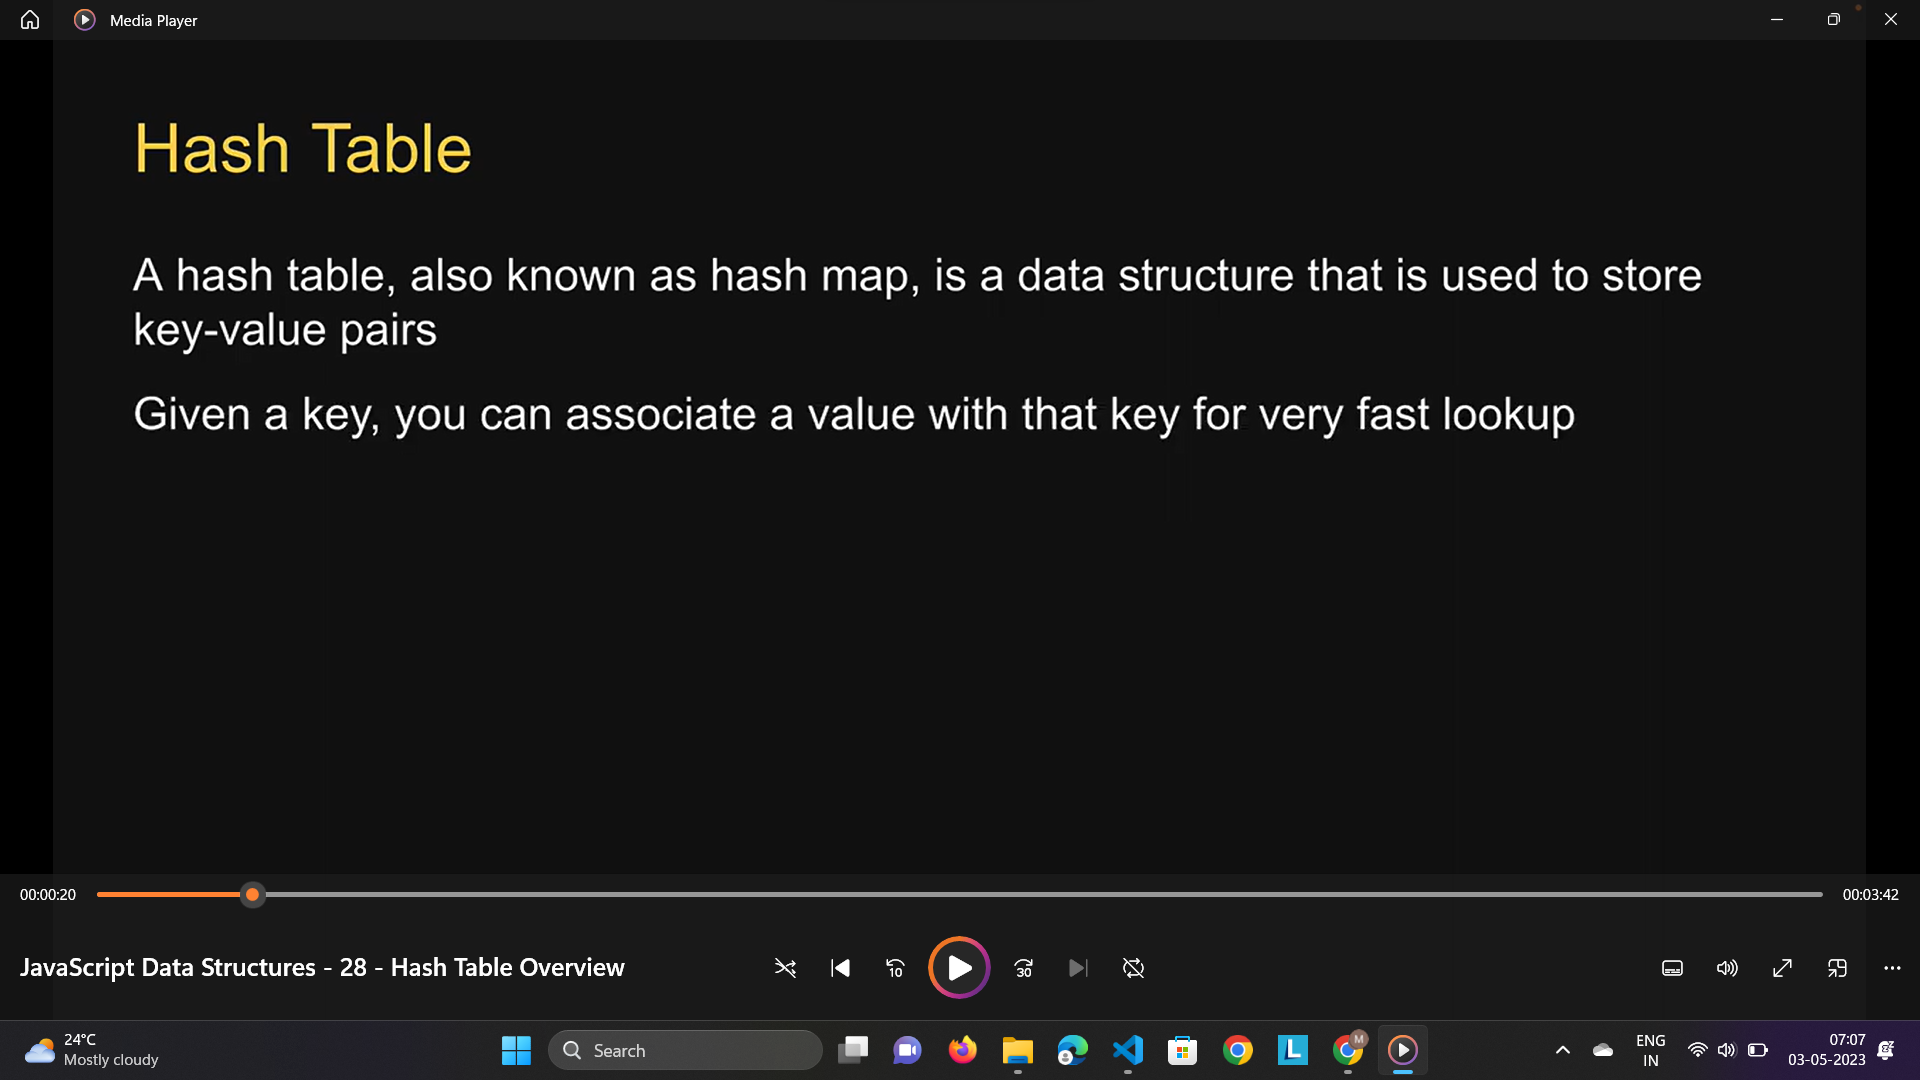 Media Player
Hash Table
A hash table, also known as hash map, is a data structure that is used to store
key-value pairs
Given a key, you can associate a value with that key for very fast lookup
00:00:20
00:03:42
JavaScript Data Structures - 28 - Hash Table Overview
10
30
24°C
Mostly cloudy
Search
L
M
ENG
IN
07:07
03-05-2023